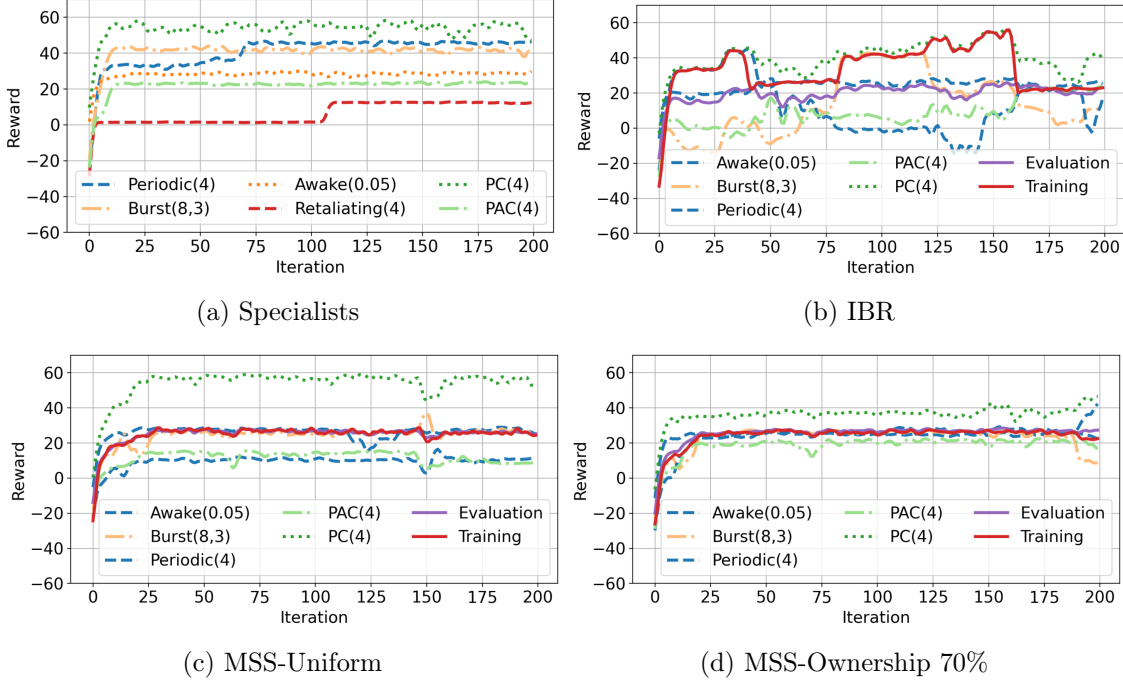 60
40
20
0
−20
−40
−60
Reward
Periodic(4)
Burst(8,3)
Awake(0.05)
Retaliating(4)
PC(4)
PAC(4)
0 25 50 75 100 125 150 175 200
Iteration
(a) Specialists
60
40
20
0
−20
−40
−60
Reward
Awake(0.05)
Burst(8,3)
Periodic(4)
PAC(4)
PC(4)
Evaluation
Training
0 25 50 75 100 125 150 175 200
Iteration
(b) IBR
60
40
20
0
−20
−40
−60
Reward
Awake(0.05)
Burst(8,3)
Periodic(4)
PAC(4)
PC(4)
Evaluation
Training
0 25 50 75 100 125 150 175 200
Iteration
(c) MSS-Uniform
60
40
20
0
−20
−40
−60
Reward
Awake(0.05)
Burst(8,3)
Periodic(4)
PAC(4)
PC(4)
Evaluation
Training
0 25 50 75 100 125 150 175 200
Iteration
(d) MSS-Ownership 70%